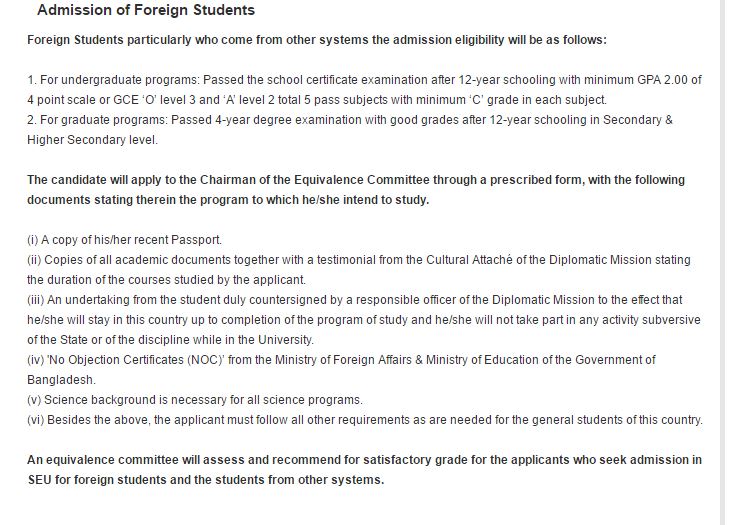 Admission of Foreign Students
Foreign Students particularly who come from other systems the admission eligibility will be as follows:
1. For undergraduate programs: Passed the school certificate examination after 12-year schooling with minimum GPA 2.00 of
4 point scale or GCE 'O' level 3 and 'A' level 2 total 5 pass subjects with minimum 'C' grade in each subject.
2. For graduate programs: Passed 4-year degree examination with good grades after 12-year schooling in Secondary &
Higher Secondary level.
The candidate will apply to the Chairman of the Equivalence Committee through a prescribed form, with the following
documents stating therein the program to which he/she intend to study.
(i) A copy of his/her recent Passport.
(ii) Copies of all academic documents together with a testimonial from the Cultural Attaché of the Diplomatic Mission stating
the duration of the courses studied by the applicant.
(iii) An undertaking from the student duly countersigned by a responsible officer of the Diplomatic Mission to the effect that
he/she will stay in this country up to completion of the program of study and he/she will not take part in any activity subversive
of the State or of the discipline while in the University.
(iv) 'No Objection Certificates (NOC)' from the Ministry of Foreign Affairs & Ministry of Education of the Government of
Bangladesh.
(v) Science background is necessary for all science programs.
(vi) Besides the above, the applicant must follow all other requirements as are needed for the general students of this country.
An equivalence committee will assess and recommend for satisfactory grade for the applicants who seek admission in
SEU for foreign students and the students from other systems.